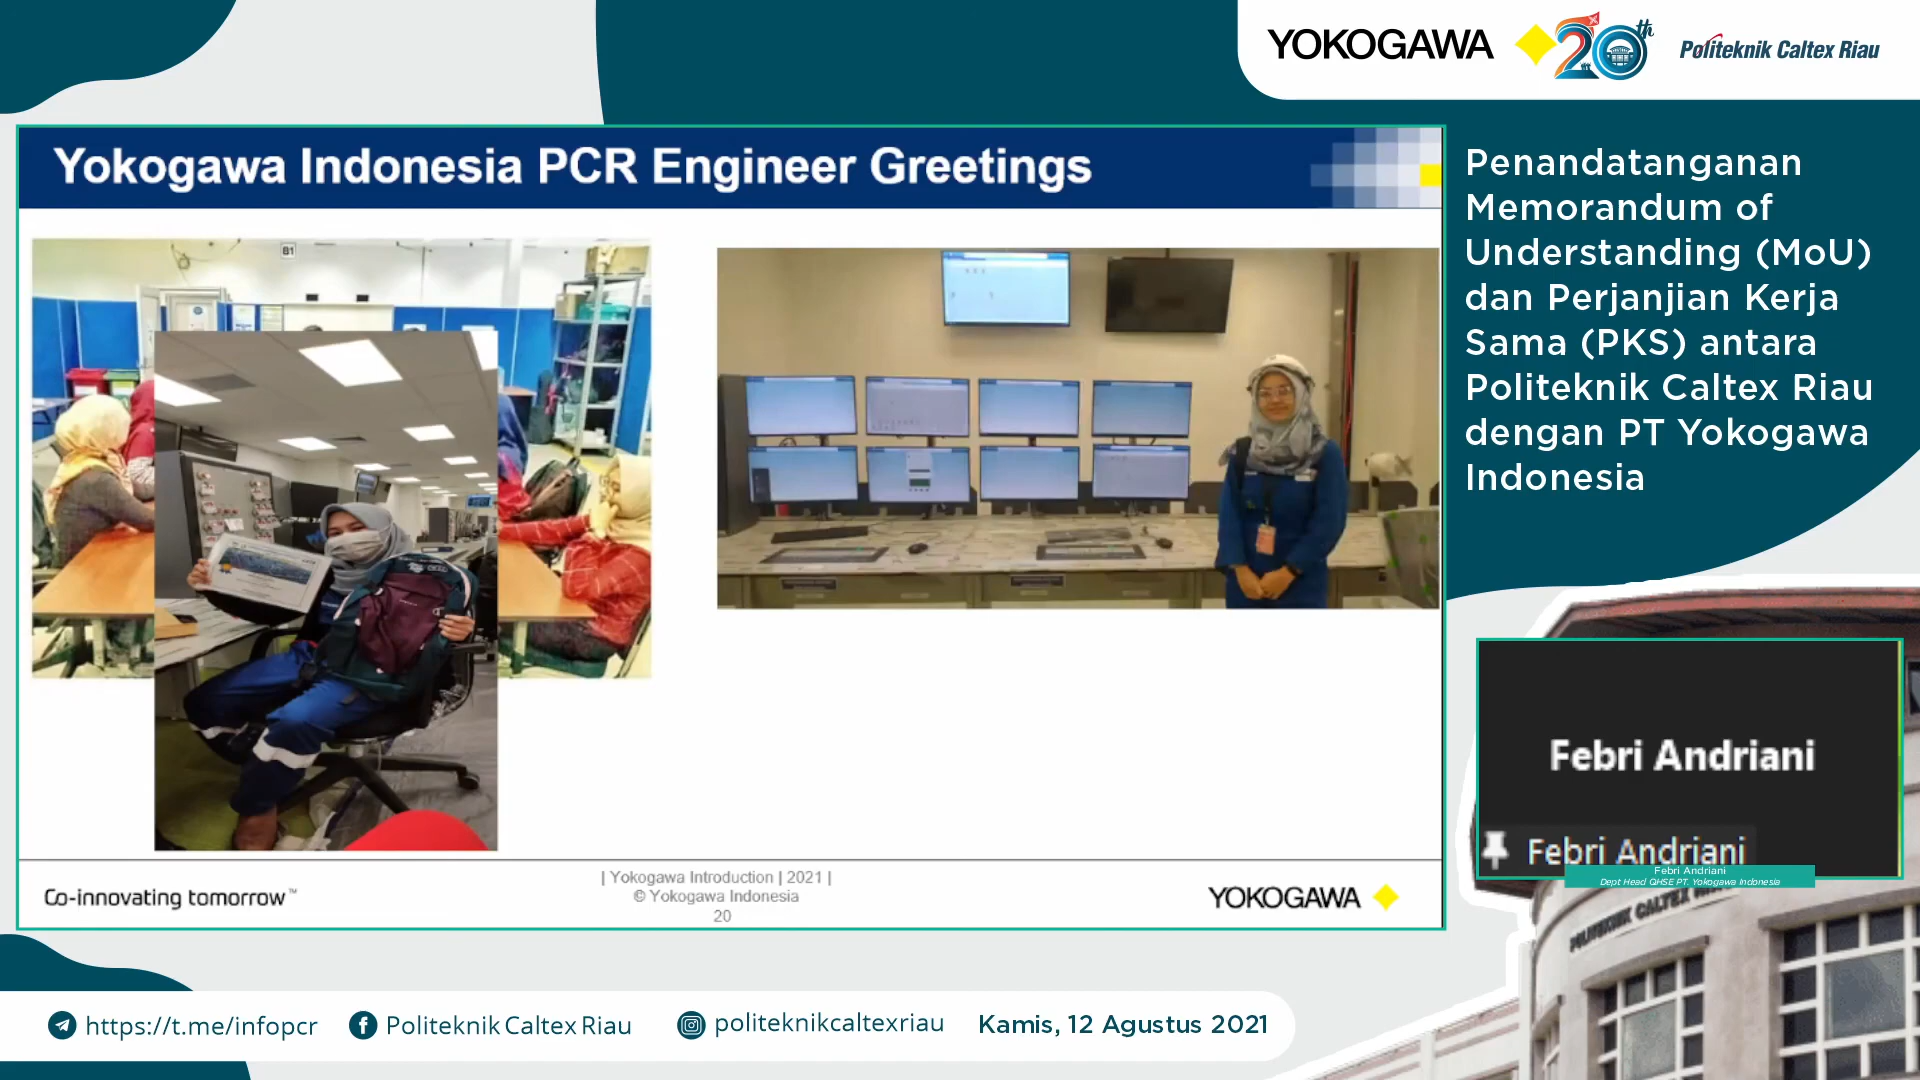 YOKOGAWA
20th
Politeknik Caltex Riau
Yokogawa Indonesia PCR Engineer Greetings
B1
| Yokogawa Introduction | 2021 |
© Yokogawa Indonesia
20
Co-innovating tomorrow™
YOKOGAWA
Penandatanganan
Memorandum of
Understanding (MoU)
dan Perjanjian Kerja
Sama (PKS) antara
Politeknik Caltex Riau
dengan PT Yokogawa
Indonesia
Febri Andriani
Febri Andriani
Febri Andriani
Dept Head QHSE PT. Yokogawa Indonesia
https://t.me/infopcr
Politeknik Caltex Riau
politeknikcaltexriau
Kamis, 12 Agustus 2021